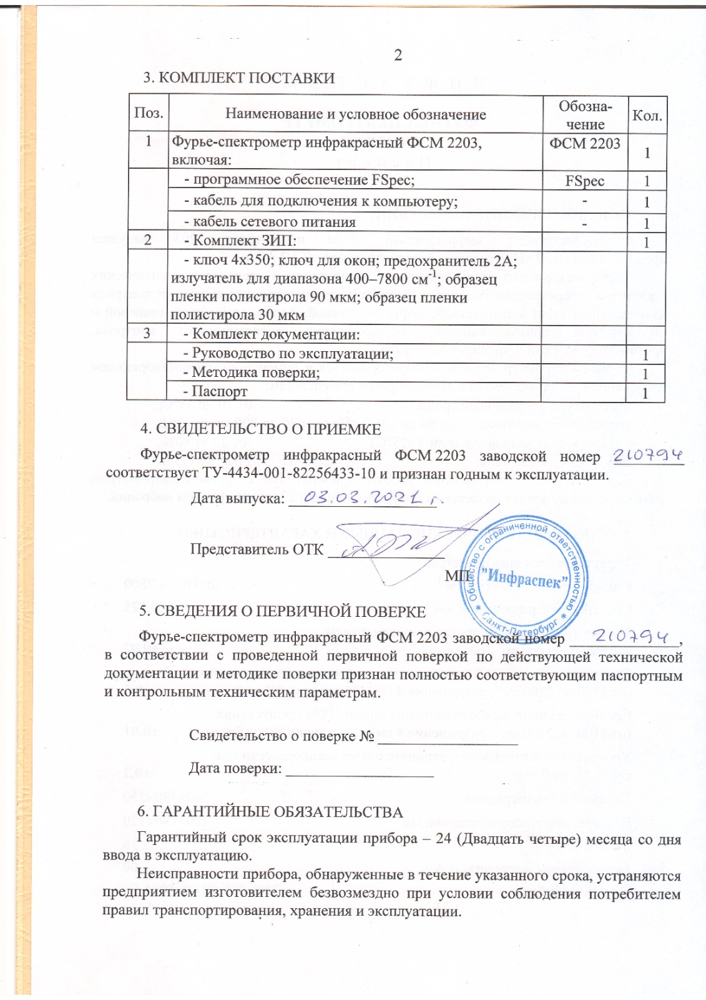 2
3. КОМПЛЕКТ ПОСТАВКИ
Поз. Наименование и условное обозначение Обозна-чение Кол.
1 Фурье-спектрометр инфракрасный ФСМ 2203, ФСМ 2203 1
включая:
- программное обеспечение FSpec; FSpec 1
- кабель для подключения к компьютеру; - 1
- кабель сетевого питания - 1
2 - Комплект ЗИП: 1
- ключ 4х350; ключ для окон; предохранитель 2А;
излучатель для диапазона 400–7800 см-1; образец
пленки полистирола 90 мкм; образец пленки
полистирола 30 мкм
3 - Комплект документации:
- Руководство по эксплуатации; 1
- Методика поверки; 1
- Паспорт 1
4. СВИДЕТЕЛЬСТВО О ПРИЕМКЕ
Фурье-спектрометр инфракрасный ФСМ 2203 заводской номер 210794
соответствует ТУ-4434-001-82256433-10 и признан годным к эксплуатации.
Дата выпуска: 03.03.2021 г.
Представитель ОТК
МП
Общество с ограниченной ответственностью
"Инфраспек"
* Санкт-Петербург *
5. СВЕДЕНИЯ О ПЕРВИЧНОЙ ПОВЕРКЕ
Фурье-спектрометр инфракрасный ФСМ 2203 заводской номер 210794,
в соответствии с проведенной первичной поверкой по действующей технической
документации и методике поверки признан полностью соответствующим паспортным
и контрольным техническим параметрам.
Свидетельство о поверке №
Дата поверки:
6. ГАРАНТИЙНЫЕ ОБЯЗАТЕЛЬСТВА
Гарантийный срок эксплуатации прибора – 24 (Двадцать четыре) месяца со дня
ввода в эксплуатацию.
Неисправности прибора, обнаруженные в течение указанного срока, устраняются
предприятием изготовителем безвозмездно при условии соблюдения потребителем
правил транспортирования, хранения и эксплуатации.